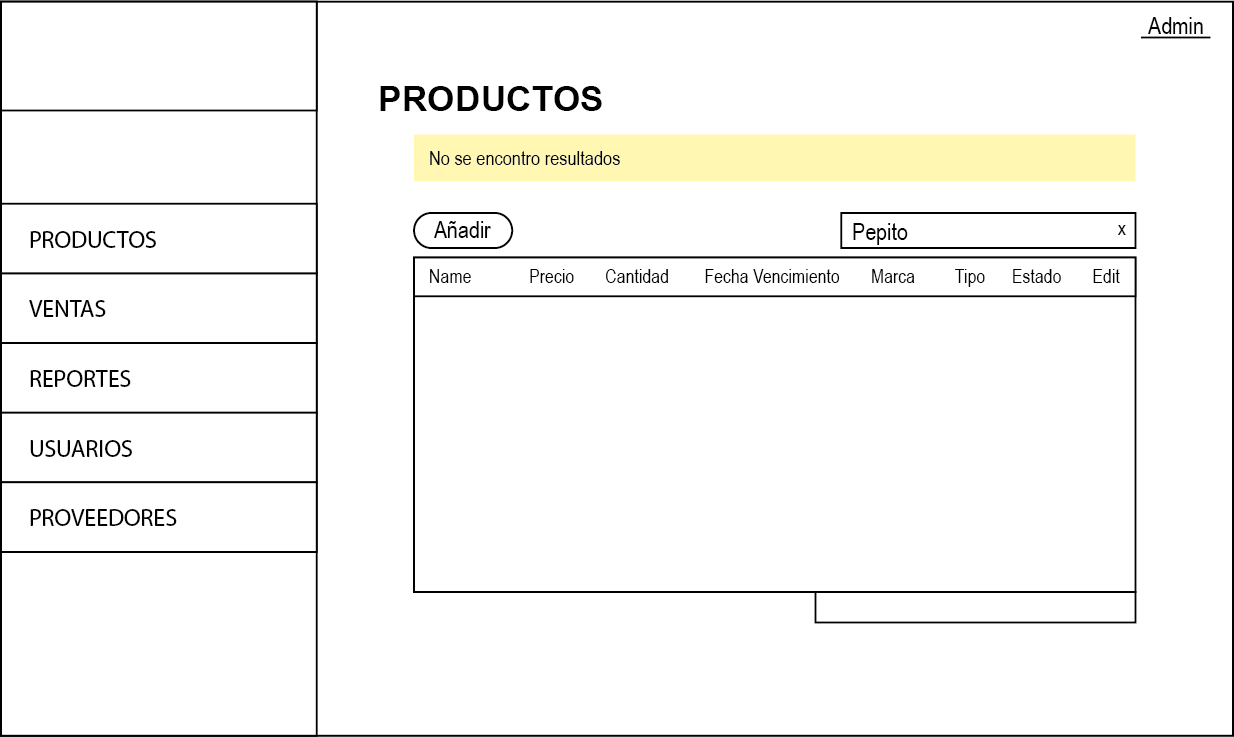 Admin
PRODUCTOS
No se encontro resultados
Añadir
Pepito x
Name Precio Cantidad Fecha Vencimiento Marca Tipo Estado Edit
PRODUCTOS
VENTAS
REPORTES
USUARIOS
PROVEEDORES